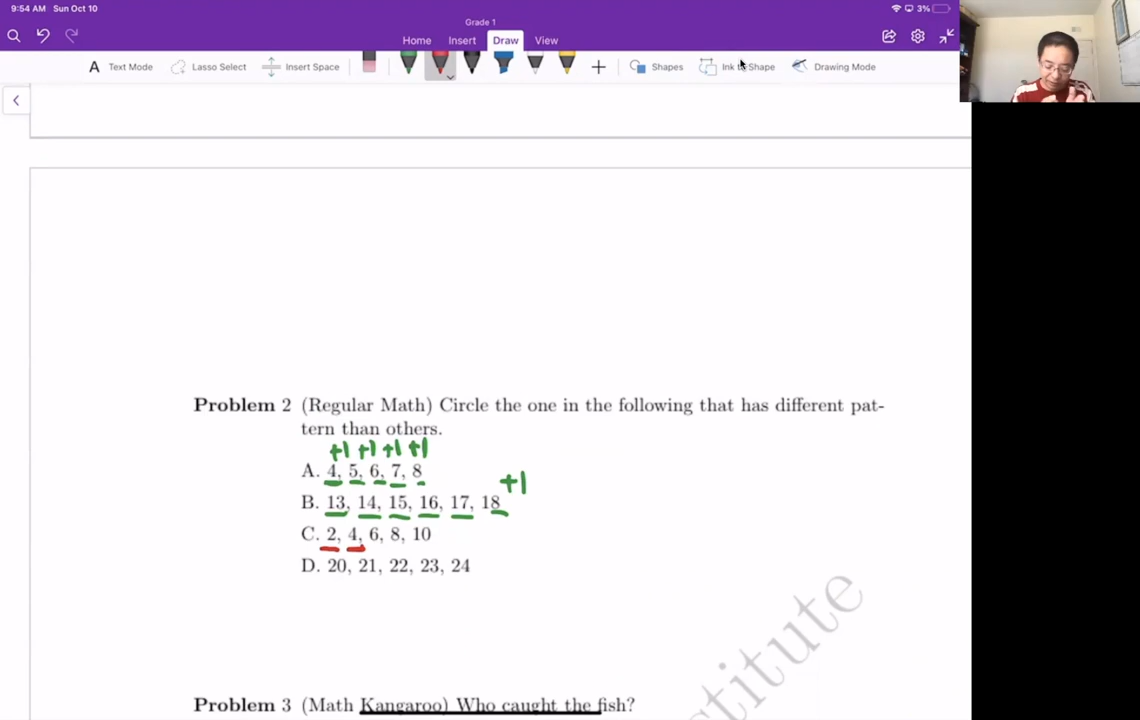 9:54 AM Sun Oct 10
3%
Grade 1
Home Insert Draw View
A Text Mode Lasso Select Insert Space Shapes Ink to Shape Drawing Mode
Problem 2 (Regular Math) Circle the one in the following that has different pat-
tern than others.
+1 +1 +1 +1
A. 4, 5, 6, 7, 8
+1
B. 13, 14, 15, 16, 17, 18
C. 2, 4, 6, 8, 10
D. 20, 21, 22, 23, 24
stitute
Problem 3 (Math Kangaroo) Who caught the fish?